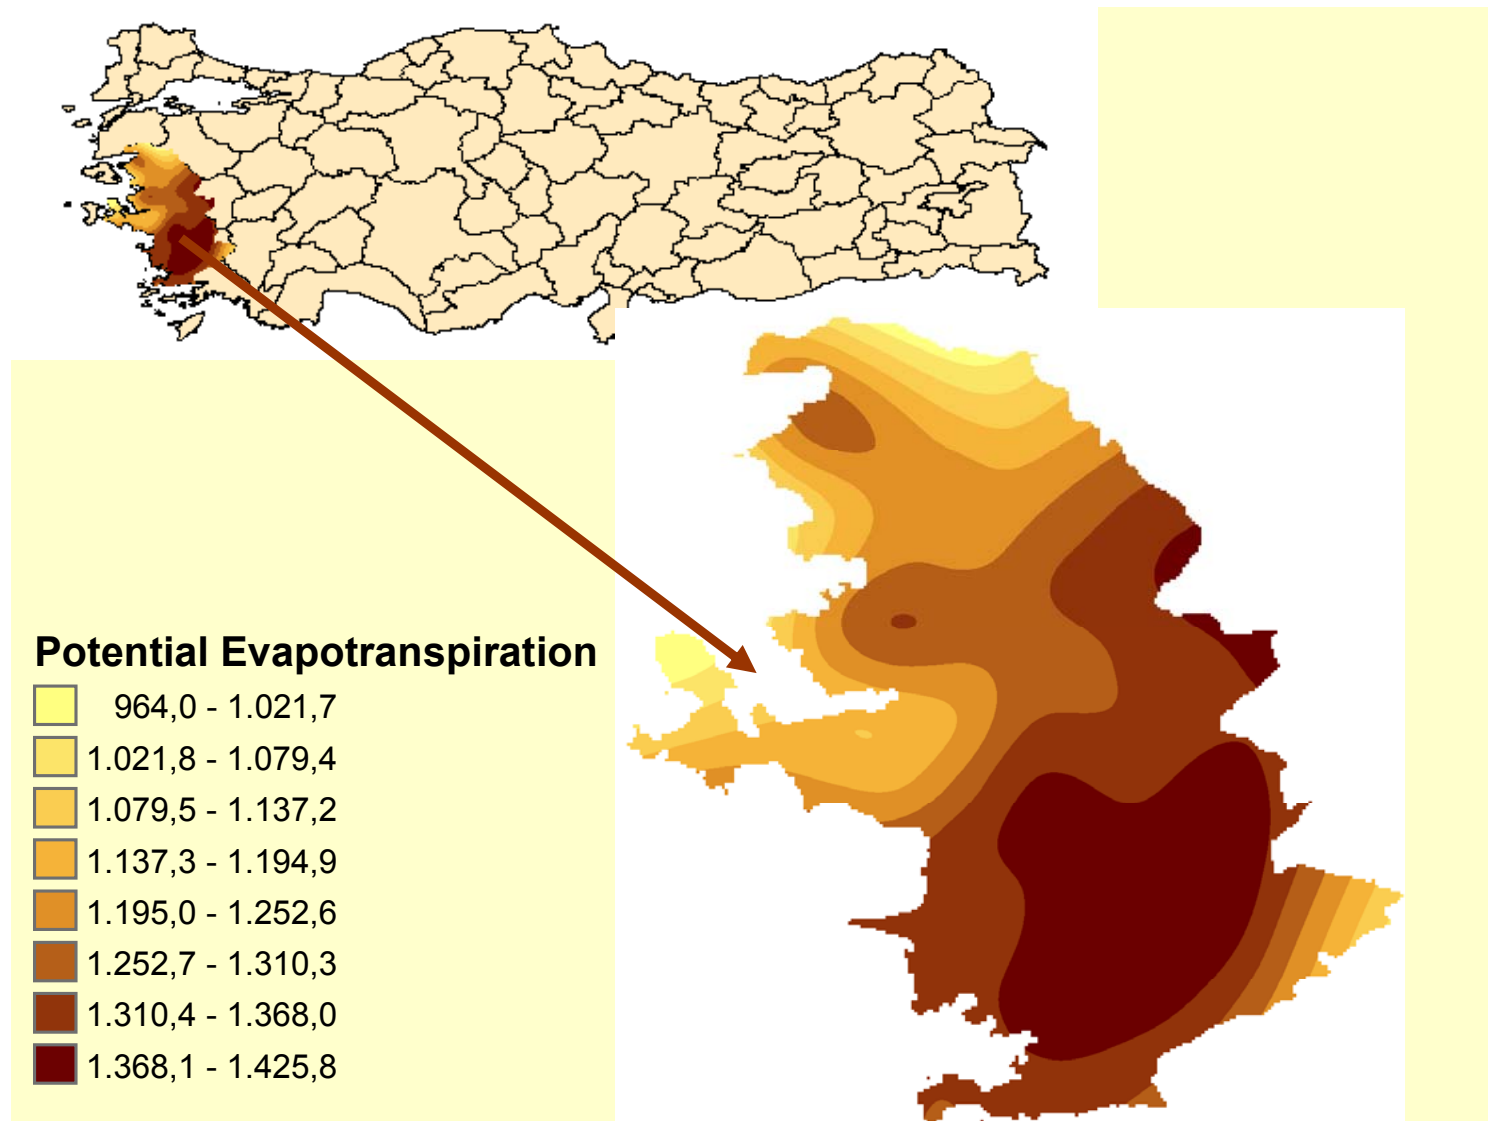 Potential Evapotranspiration
964,0 - 1.021,7
1.021,8 - 1.079,4
1.079,5 - 1.137,2
1.137,3 - 1.194,9
1.195,0 - 1.252,6
1.252,7 - 1.310,3
1.310,4 - 1.368,0
1.368,1 - 1.425,8